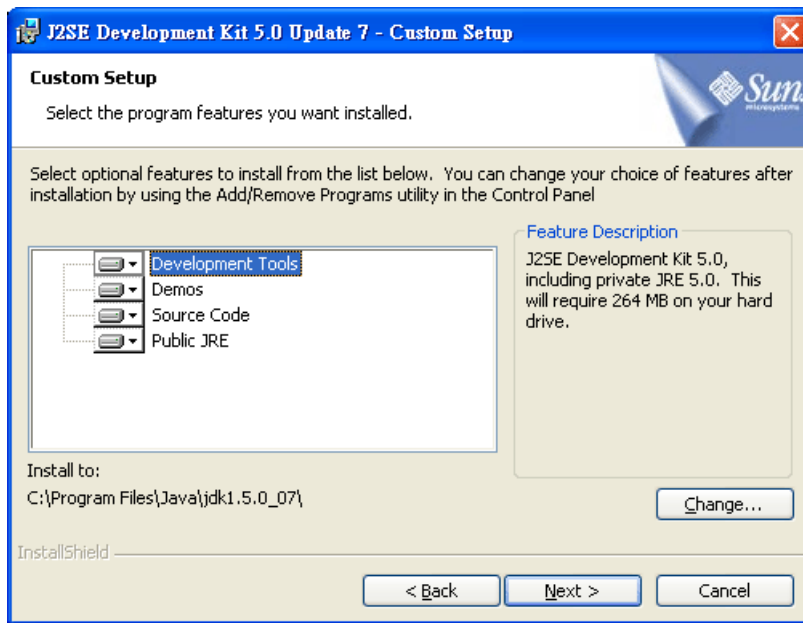 J2SE Development Kit 5.0 Update 7 - Custom Setup
Custom Setup
Select the program features you want installed.
Sun
microsystems
Select optional features to install from the list below.  You can change your choice of features after
installation by using the Add/Remove Programs utility in the Control Panel
Development Tools
Demos
Source Code
Public JRE
Feature Description
J2SE Development Kit 5.0,
including private JRE 5.0.  This
will require 264 MB on your hard
drive.
Install to:
C:\Program Files\Java\jdk1.5.0_07\
Change...
InstallShield
< Back
Next >
Cancel